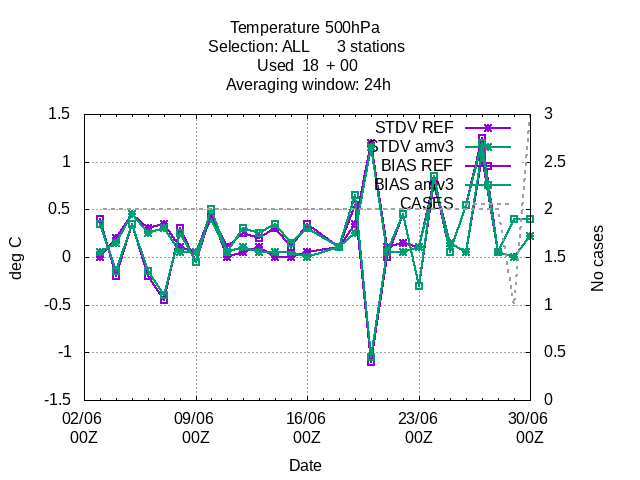 Temperature 500hPa
Selection: ALL 3 stations
Used 18 + 00
Averaging window: 24h
1.5
1
0.5
0
-0.5
-1
-1.5
3
2.5
2
1.5
1
0.5
0
deg C
No cases
STDV REF
STDV amv3
BIAS REF
BIAS amv3
CASES
02/06 09/06 16/06 23/06 30/06
00Z 00Z 00Z 00Z 00Z
Date